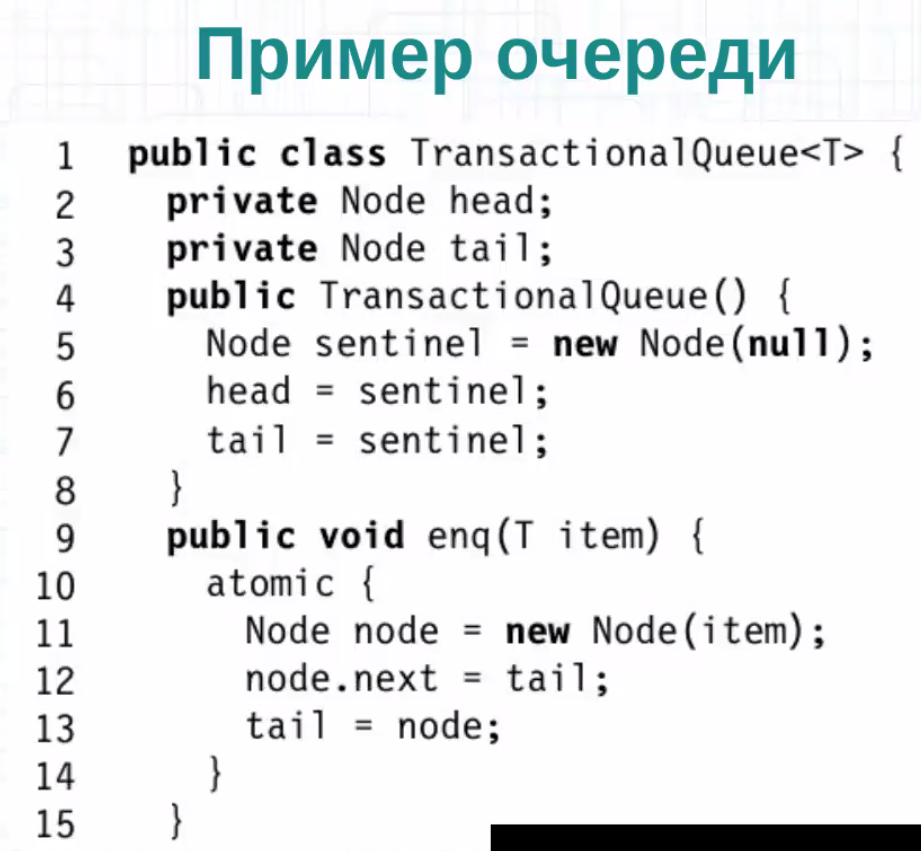 Пример очереди
1 public class TransactionalQueue<T> {
2 private Node head;
3 private Node tail;
4 public TransactionalQueue() {
5 Node sentinel = new Node(null);
6 head = sentinel;
7 tail = sentinel;
8 }
9 public void enq(T item) {
10 atomic {
11 Node node = new Node(item);
12 node.next = tail;
13 tail = node;
14 }
15 }